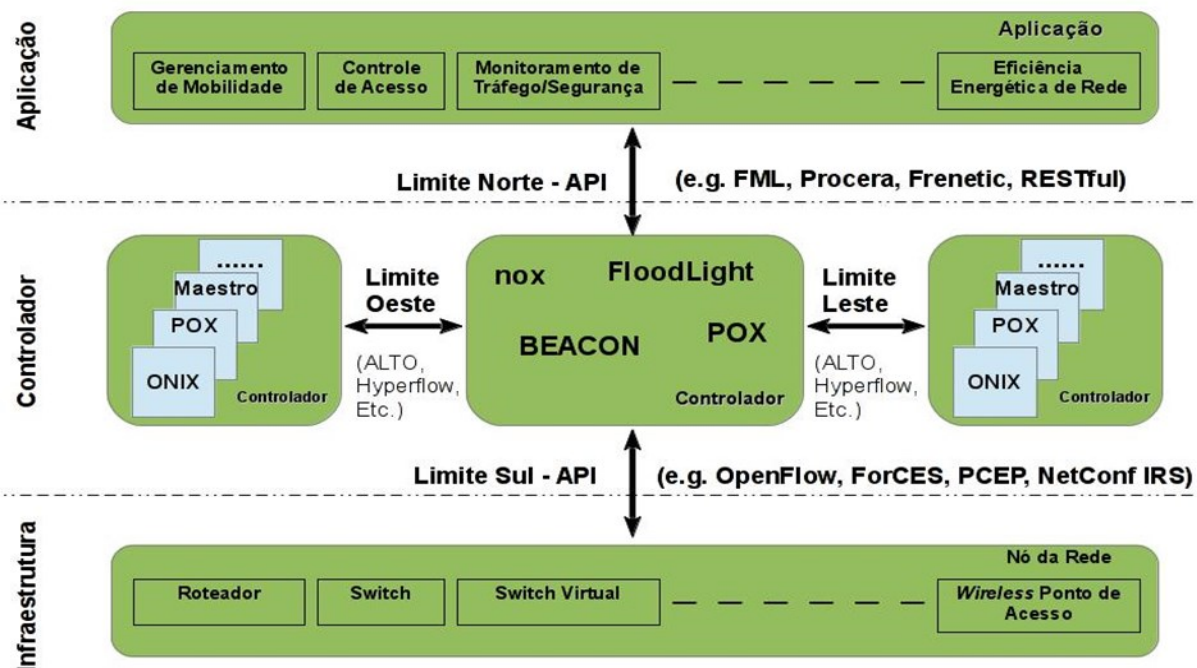 Aplicação
Aplicação
Gerenciamento
de Mobilidade
Controle
de Acesso
Monitoramento de
Tráfego/Segurança
Eficiência
Energética de Rede
Limite Norte - API
(e.g. FML, Procera, Frenetic, RESTful)
Controlador
......
Maestro
POX
ONIX
Controlador
Limite
Oeste
(ALTO,
Hyperflow,
Etc.)
nox
FloodLight
BEACON
POX
Controlador
Limite
Leste
(ALTO,
Hyperflow,
Etc.)
......
Maestro
POX
ONIX
Controlador
Limite Sul - API
(e.g. OpenFlow, ForCES, PCEP, NetConf IRS)
Infraestrutura
Nó da Rede
Roteador
Switch
Switch Virtual
Wireless Ponto de
Acesso